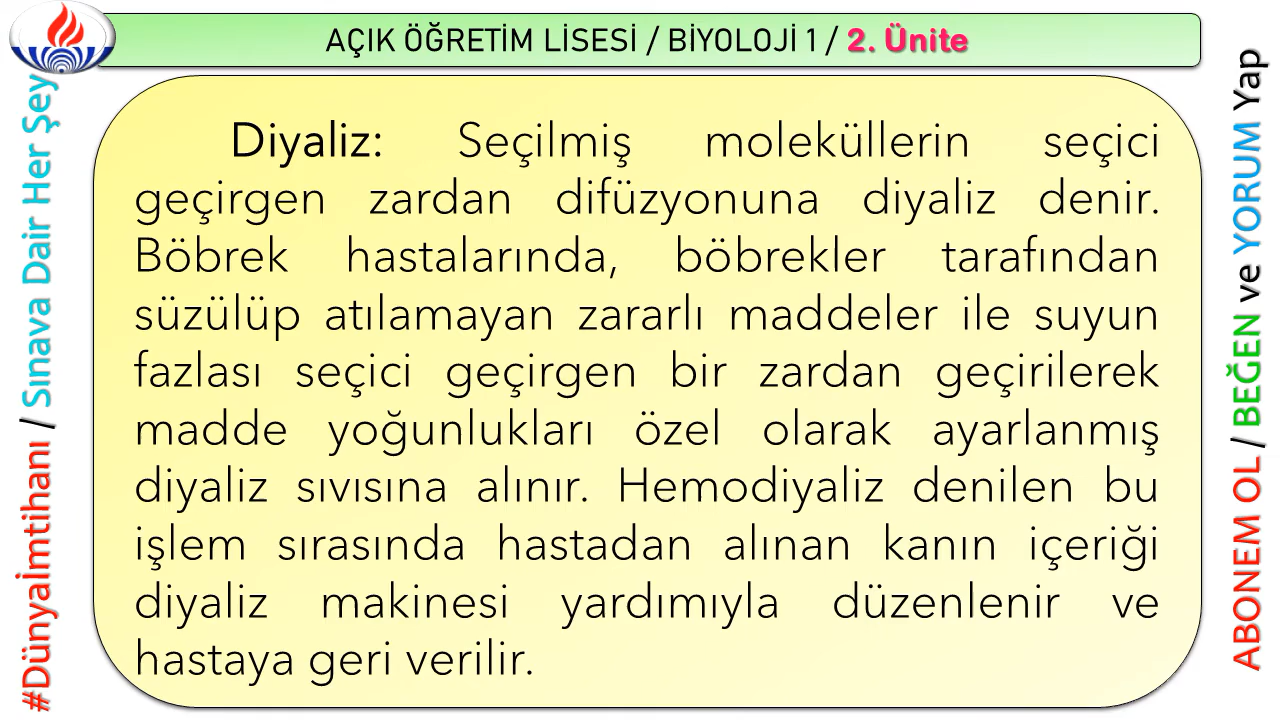 AÇIK ÖĞRETİM LİSESİ / BİYOLOJİ 1 / 2. Ünite
Diyaliz: Seçilmiş moleküllerin seçici
geçirgen zardan difüzyonuna diyaliz denir.
Böbrek hastalarında, böbrekler tarafından
süzülüp atılamayan zararlı maddeler ile suyun
fazlası seçici geçirgen bir zardan geçirilerek
madde yoğunlukları özel olarak ayarlanmış
diyaliz sıvısına alınır. Hemodiyaliz denilen bu
işlem sırasında hastadan alınan kanın içeriği
diyaliz makinesi yardımıyla düzenlenir ve
hastaya geri verilir.
#Dünyaİmtihanı / Sınava Dair Her Şey
ABONEM OL / BEĞEN ve YORUM Yap